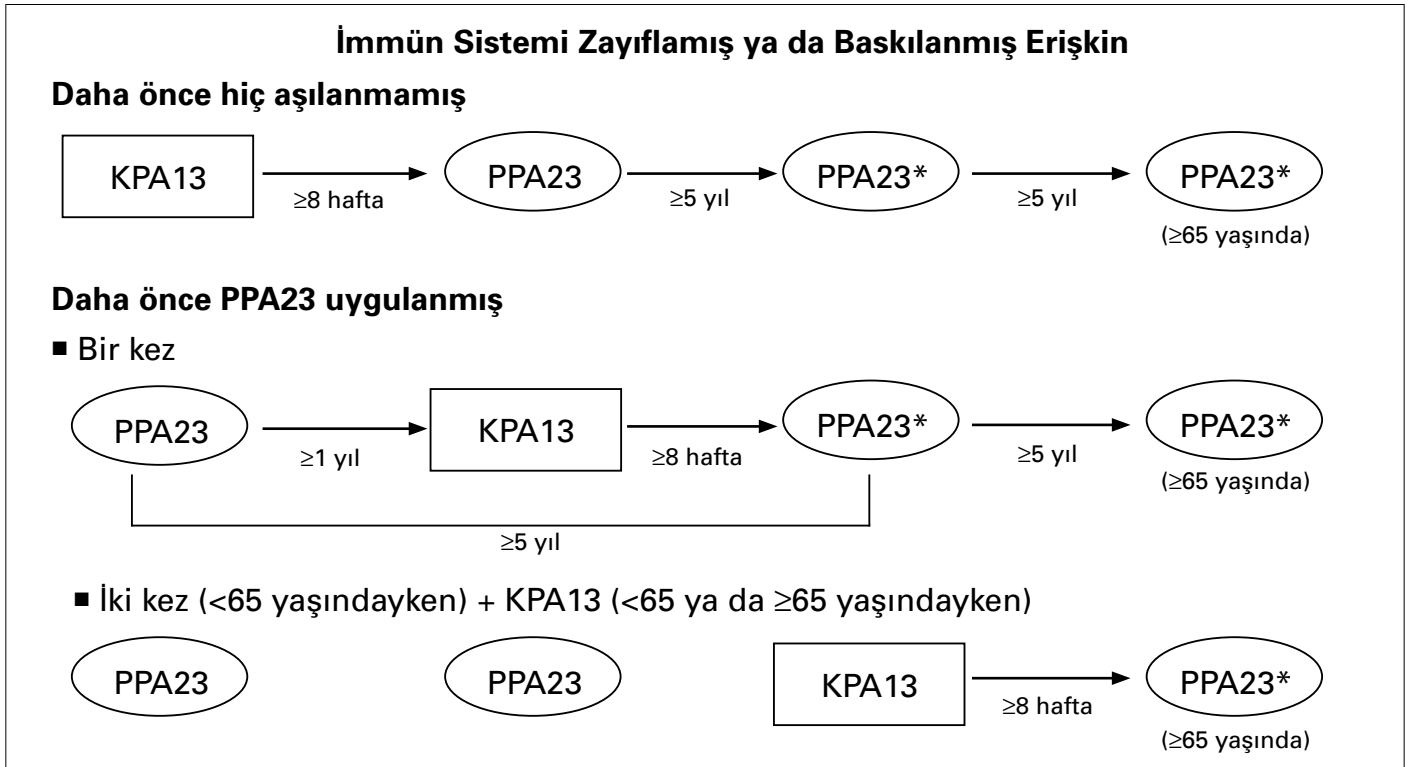 İmmün Sistemi Zayıflamış ya da Baskılanmış Erişkin
Daha önce hiç aşılanmamış
KPA13 ≥8 hafta PPA23 ≥5 yıl PPA23* ≥5 yıl PPA23*
(≥65 yaşında)
Daha önce PPA23 uygulanmış
▪ Bir kez
PPA23 ≥1 yıl KPA13 ≥8 hafta PPA23* ≥5 yıl PPA23*
(≥65 yaşında)
≥5 yıl
▪ İki kez (<65 yaşındayken) + KPA13 (<65 ya da ≥65 yaşındayken)
PPA23 PPA23 KPA13 ≥8 hafta PPA23*
(≥65 yaşında)